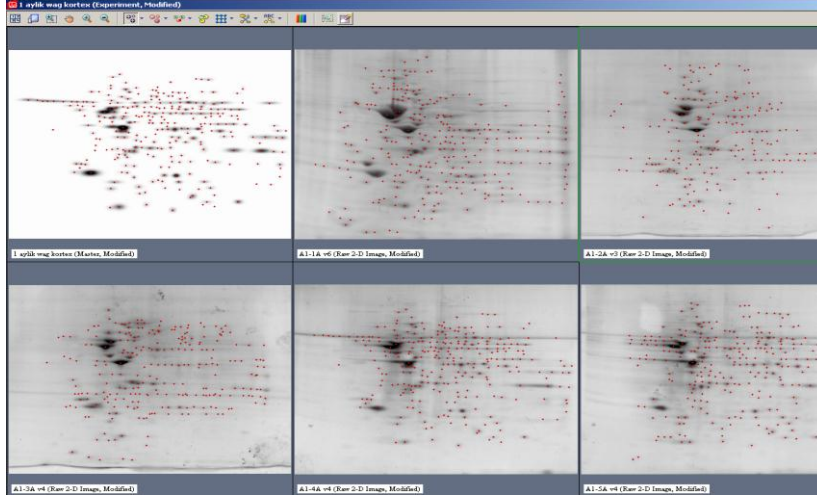 1 aylik wag kortex (Experiment, Modified)
1 aylik wag kortex (Master, Modified)
A1-1A v6 (Raw 2-D Image, Modified)
A1-2A v3 (Raw 2-D Image, Modified)
A1-3A v4 (Raw 2-D Image, Modified)
A1-4A v4 (Raw 2-D Image, Modified)
A1-5A v4 (Raw 2-D Image, Modified)